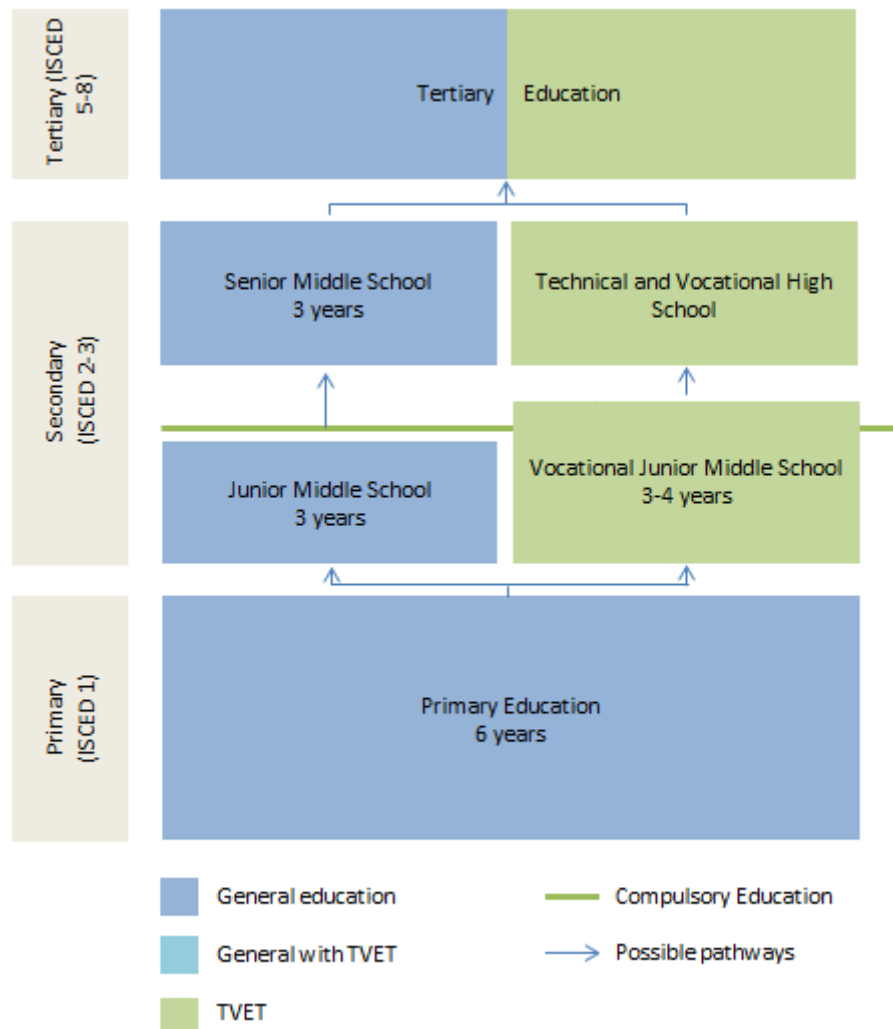 Tertiary (ISCED
5-8)
Tertiary Education
Secondary
(ISCED 2-3)
Senior Middle School
3 years
Technical and Vocational High
School
Junior Middle School
3 years
Vocational Junior Middle School
3-4 years
Primary
(ISCED 1)
Primary Education
6 years
General education
Compulsory Education
General with TVET
Possible pathways
TVET